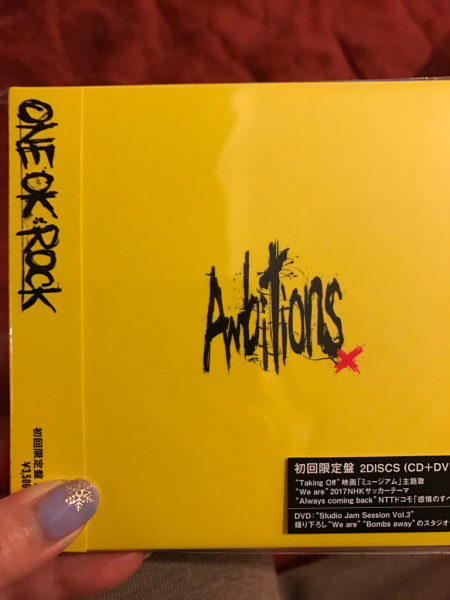 ONE OK ROCK
Ambitions
初回限定盤
¥3,500
初回限定盤 2DISCS (CD+DV
"Taking Off" 映画「ミュージアム」主題歌
"We are" 2017NHKサッカーテーマ
"Always coming back" NTTドコモ「感情のすべ
DVD: "Studio Jam Session Vol.3"
撮り下ろし"We are" "Bombs away"のスタジオ